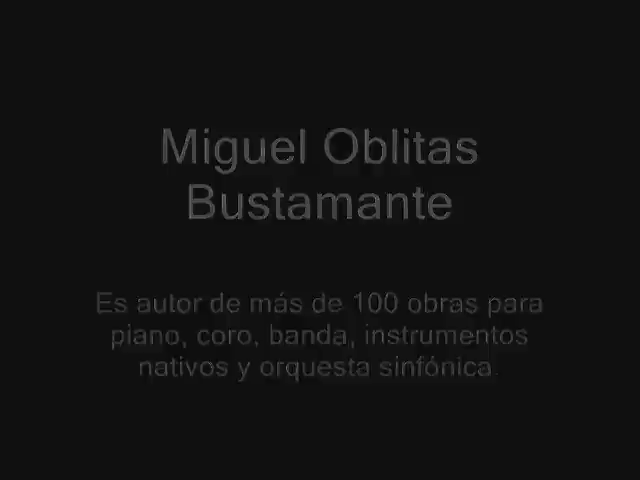 Miguel Oblitas
Bustamante
Es autor de más de 100 obras para
piano, coro, banda, instrumentos
nativos y orquesta sinfónica.